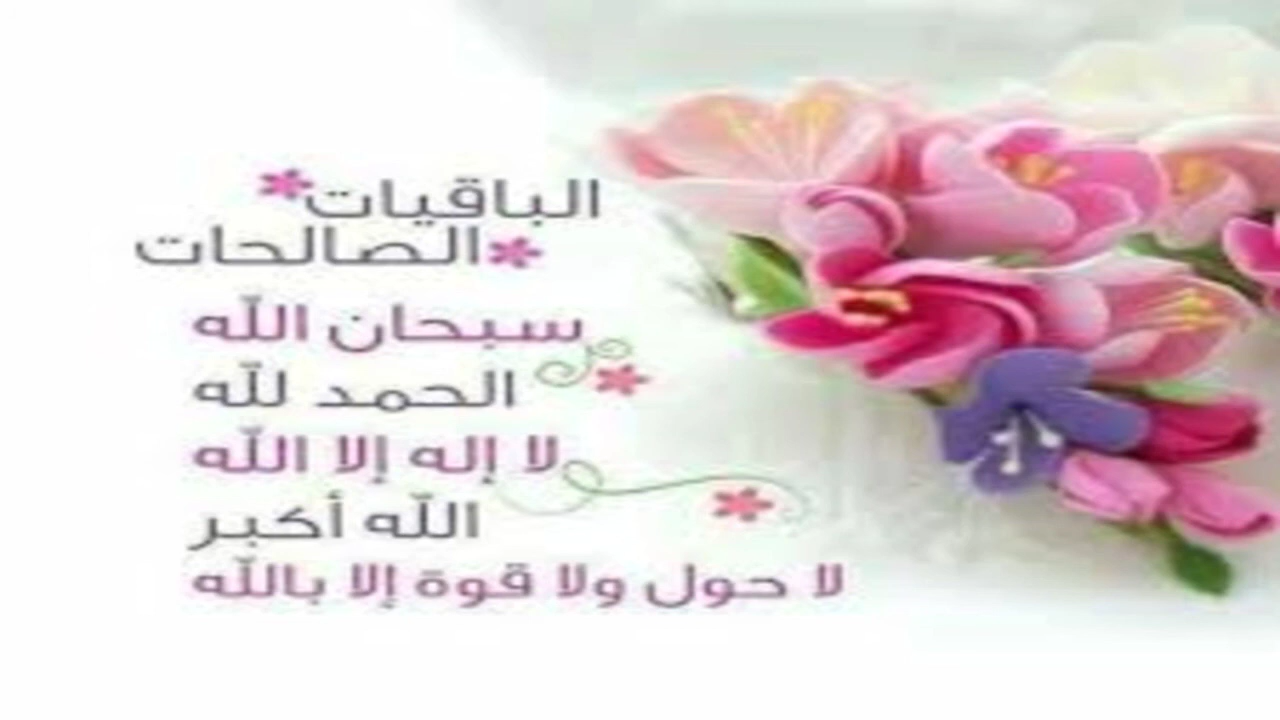 الباقيات
الصالحات
سبحان الله
الحمد لله
لا إله إلا الله
الله أكبر
لا حول ولا قوة إلا بالله